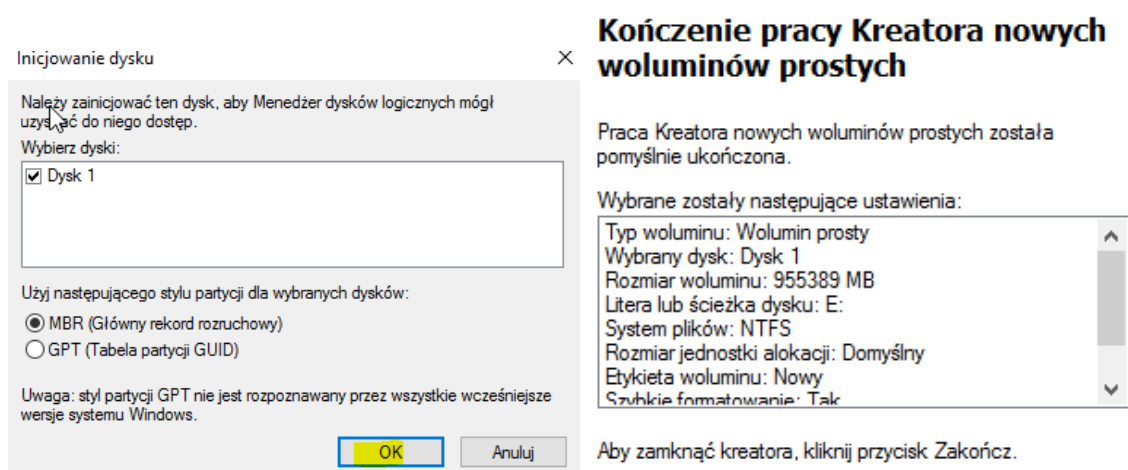 Inicjowanie dysku
Należy zainicjować ten dysk, aby Menedżer dysków logicznych mógł
uzyskać do niego dostęp.
Wybierz dyski:
Dysk 1
Użyj następującego stylu partycji dla wybranych dysków:
MBR (Główny rekord rozruchowy)
GPT (Tabela partycji GUID)
Uwaga: styl partycji GPT nie jest rozpoznawany przez wszystkie wcześniejsze
wersje systemu Windows.
OK
Anuluj
Kończenie pracy Kreatora nowych
woluminów prostych
Praca Kreatora nowych woluminów prostych została
pomyślnie ukończona.
Wybrane zostały następujące ustawienia:
Typ woluminu: Wolumin prosty
Wybrany dysk: Dysk 1
Rozmiar woluminu: 955389 MB
Litera lub ścieżka dysku: E:
System plików: NTFS
Rozmiar jednostki alokacji: Domyślny
Etykieta woluminu: Nowy
Szybkie formatowanie: Tak
Aby zamknąć kreatora, kliknij przycisk Zakończ.